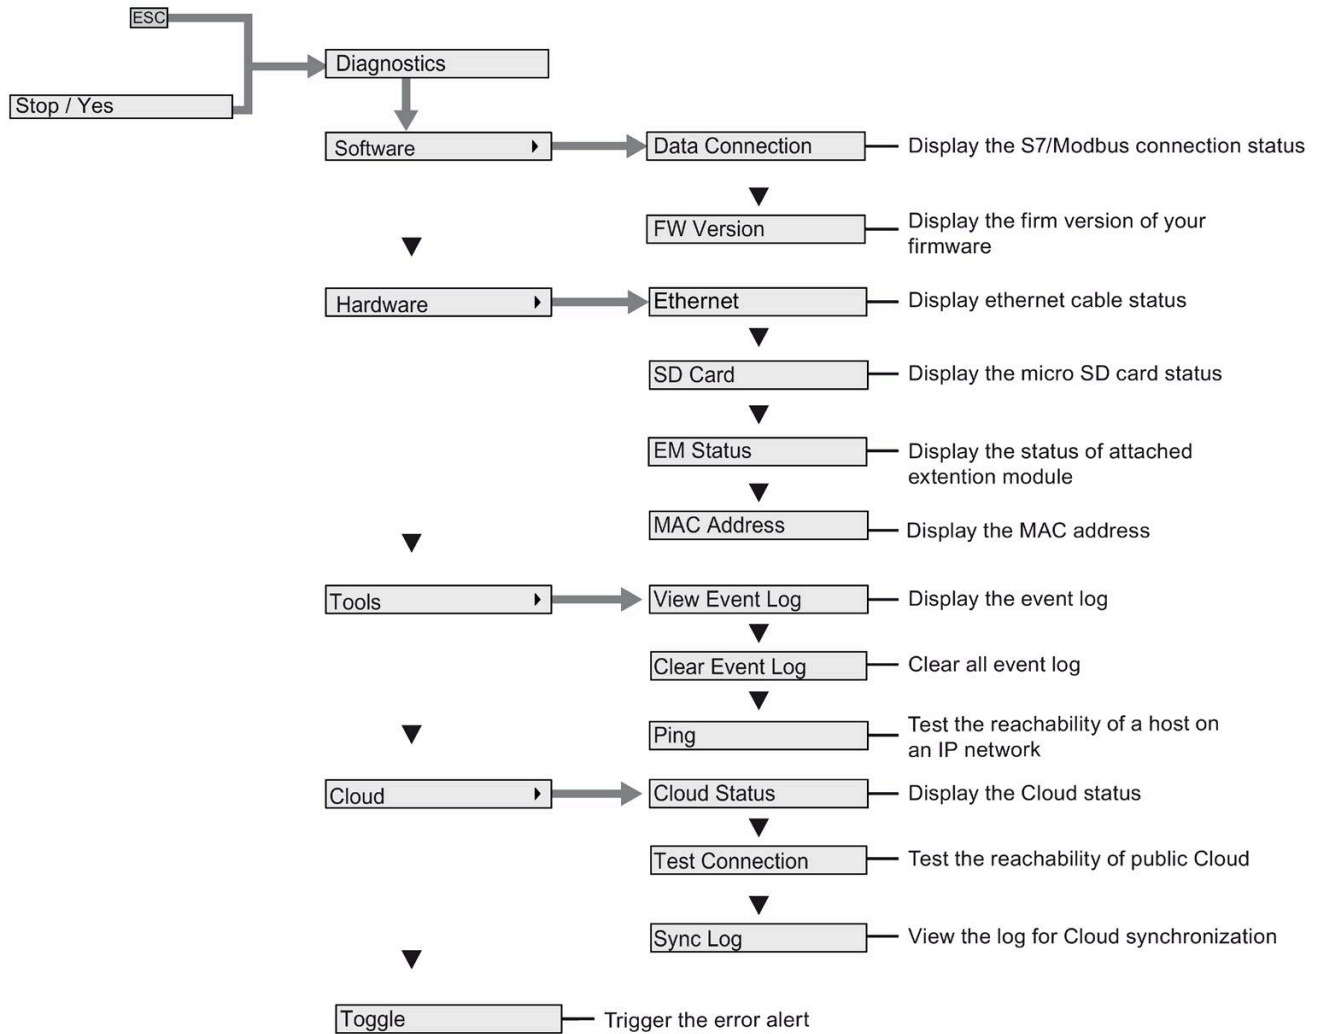 ESC
Diagnostics
Stop / Yes
Software
Data Connection
Display the S7/Modbus connection status
FW Version
Display the firm version of your
firmware
Hardware
Ethernet
Display ethernet cable status
SD Card
Display the micro SD card status
EM Status
Display the status of attached
extention module
MAC Address
Display the MAC address
Tools
View Event Log
Display the event log
Clear Event Log
Clear all event log
Ping
Test the reachability of a host on
an IP network
Cloud
Cloud Status
Display the Cloud status
Test Connection
Test the reachability of public Cloud
Sync Log
View the log for Cloud synchronization
Toggle
Trigger the error alert